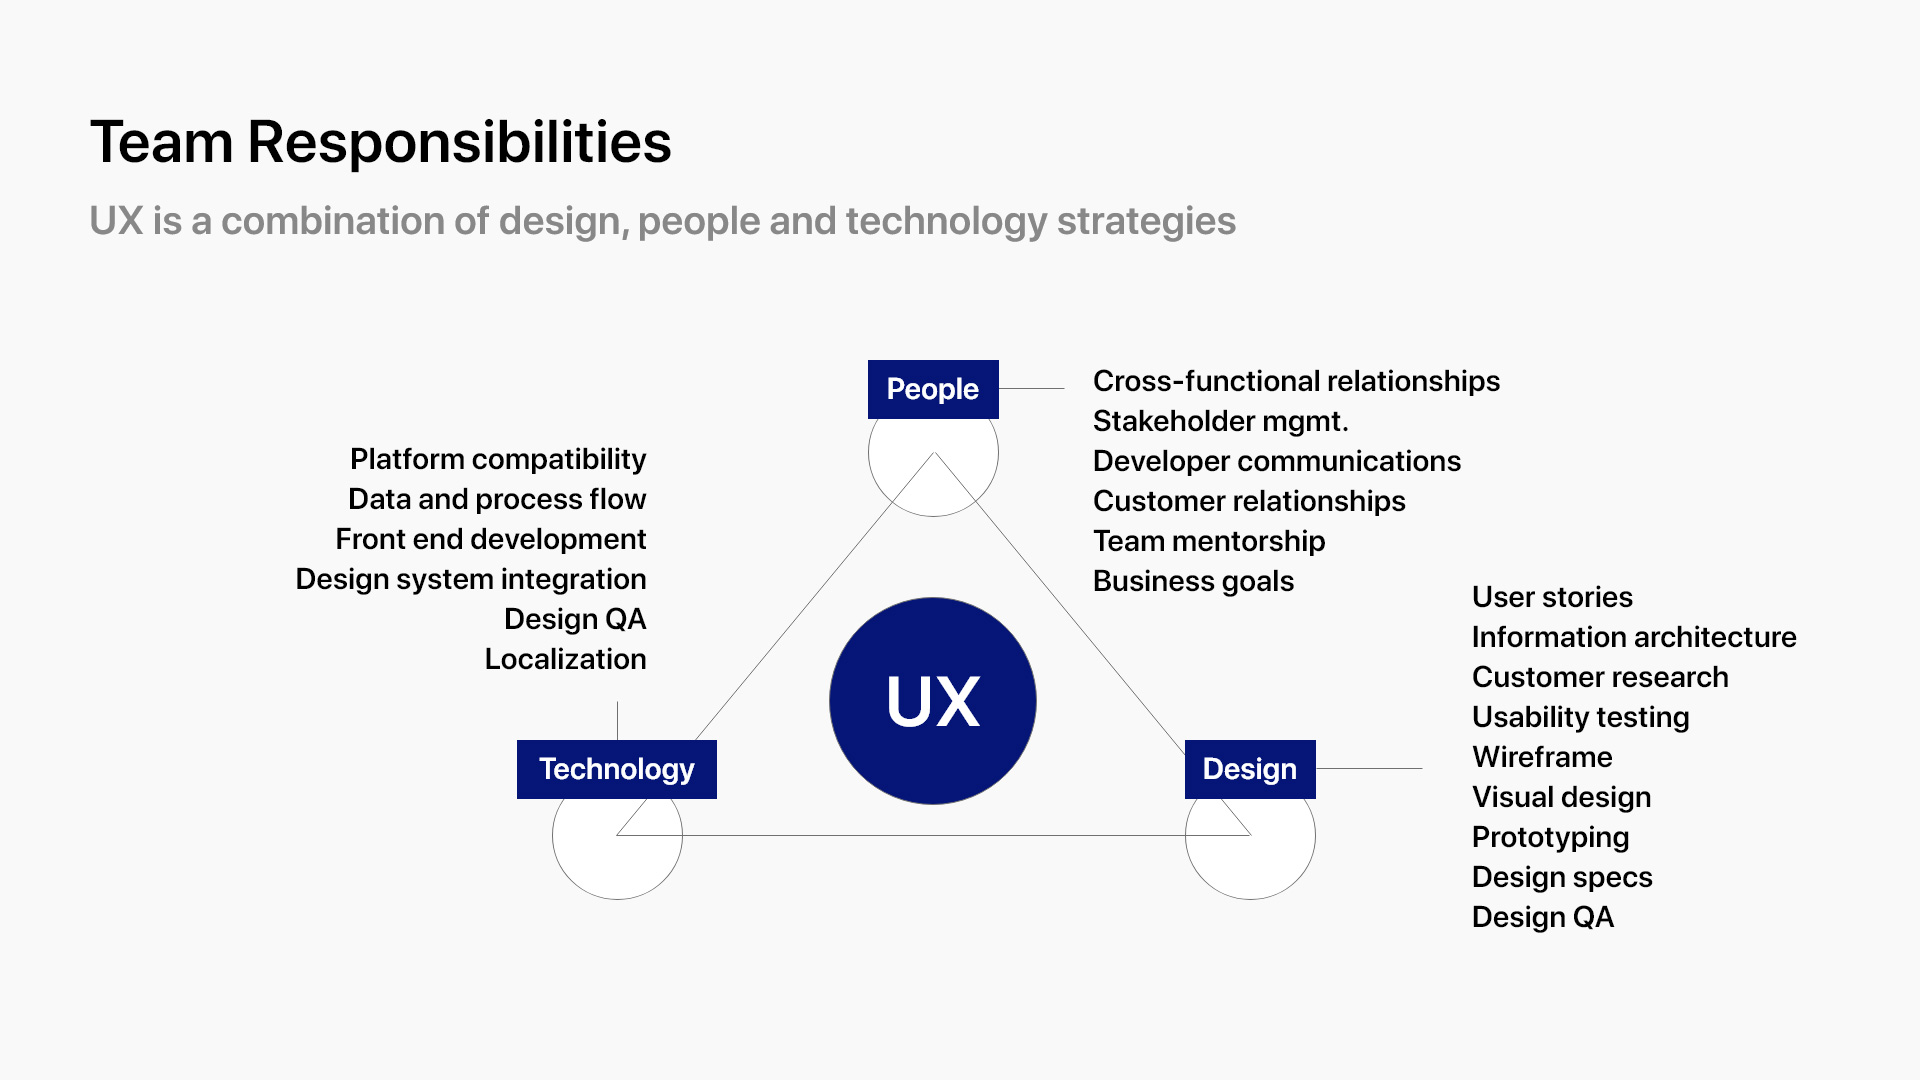 Team Responsibilities
UX is a combination of design, people and technology strategies
People
Cross-functional relationships
Stakeholder mgmt.
Developer communications
Customer relationships
Team mentorship
Business goals
Platform compatibility
Data and process flow
Front end development
Design system integration
Design QA
Localization
Technology
UX
Design
User stories
Information architecture
Customer research
Usability testing
Wireframe
Visual design
Prototyping
Design specs
Design QA